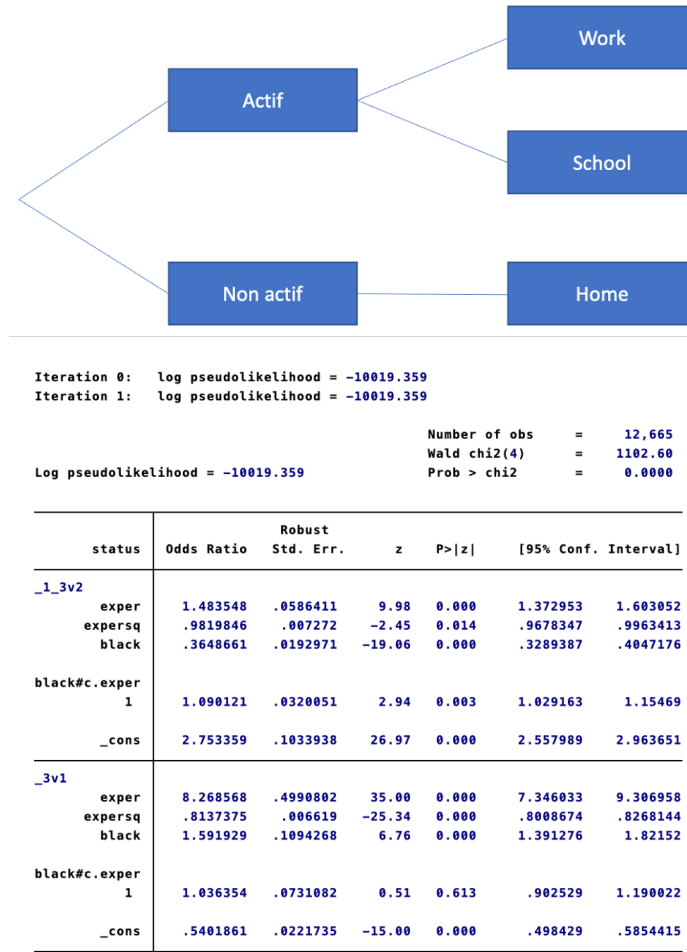 Work
Actif
School
Non actif
Home
Iteration 0: log pseudolikelihood = -10019.359
Iteration 1: log pseudolikelihood = -10019.359
Number of obs = 12,665
Wald chi2(4) = 1102.60
Log pseudolikelihood = -10019.359 Prob > chi2 = 0.0000
Robust
status Odds Ratio Std. Err. z P>|z| [95% Conf. Interval]
_1_3v2
exper 1.483548 .0586411 9.98 0.000 1.372953 1.603052
expersq .9819846 .007272 -2.45 0.014 .9678347 .9963413
black .3648661 .0192971 -19.06 0.000 .3289387 .4047176
black#c.exper
1 1.090121 .0320051 2.94 0.003 1.029163 1.15469
_cons 2.753359 .1033938 26.97 0.000 2.557989 2.963651
_3v1
exper 8.268568 .4990802 35.00 0.000 7.346033 9.306958
expersq .8137375 .006619 -25.34 0.000 .8008674 .8268144
black 1.591929 .1094268 6.76 0.000 1.391276 1.82152
black#c.exper
1 1.036354 .0731082 0.51 0.613 .902529 1.190022
_cons .5401861 .0221735 -15.00 0.000 .498429 .5854415